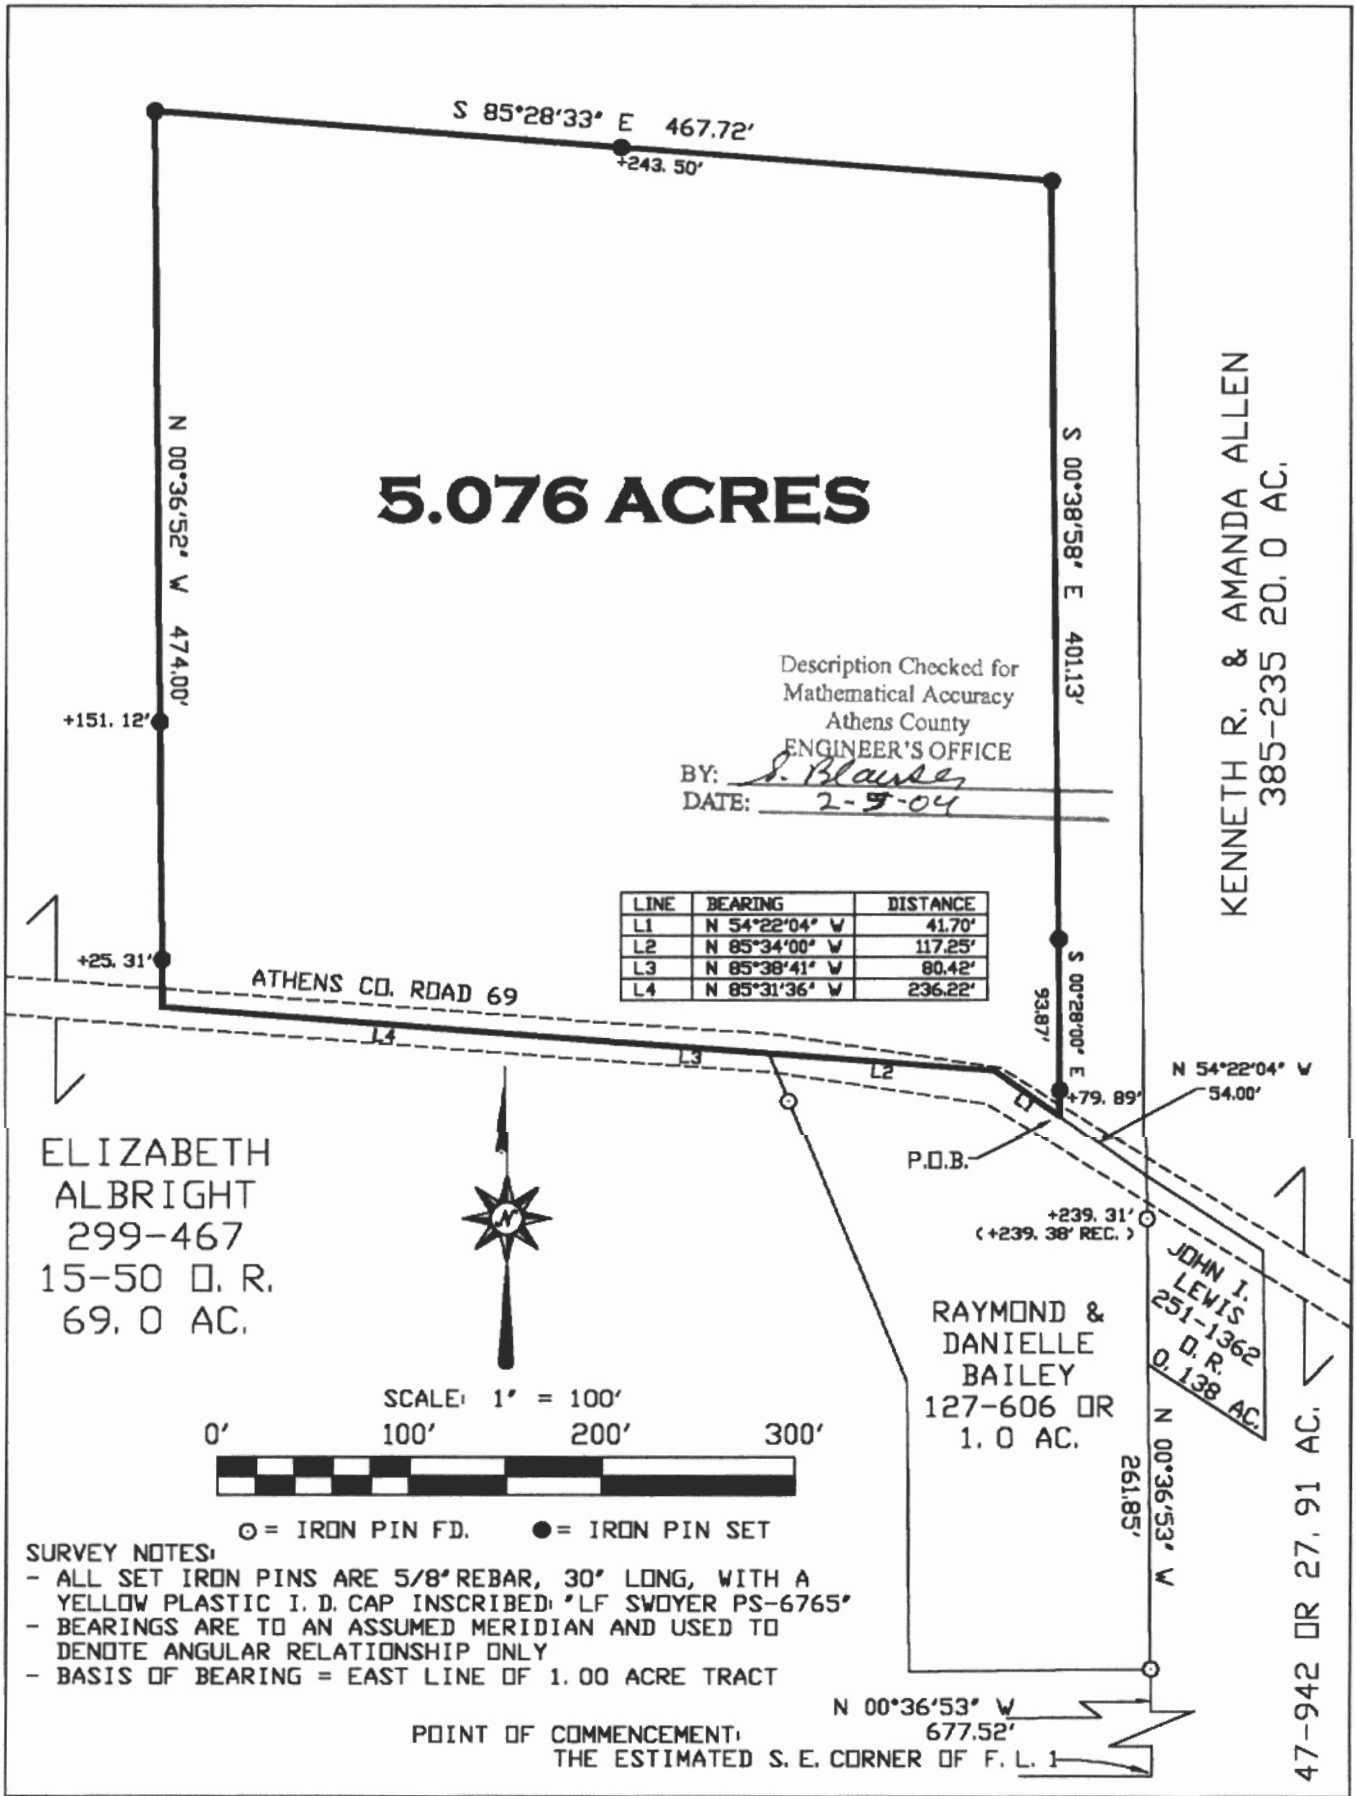 S 85°28'33" E 467.72'
+243.50'
N 00°36'52" W 474.00'
5.076 ACRES
S 00°38'58" E 401.13'
KENNETH R. & AMANDA ALLEN
385-235 20.0 AC.
Description Checked for
Mathematical Accuracy
Athens County
ENGINEER'S OFFICE
BY:
DATE: 2-5-04
+151.12'
+25.31'
LINE BEARING DISTANCE
L1 N 54°22'04" W 41.70'
L2 N 85°34'00" W 117.25'
L3 N 85°38'41" W 80.42'
L4 N 85°31'36" W 236.22'
ATHENS CO. ROAD 69
L4
L3
L2
L1
S 00°28'00" E
93.87'
+79.89'
N 54°22'04" W
54.00'
P.O.B.
+239.31'
(+239.38' REC.)
ELIZABETH
ALBRIGHT
299-467
15-50 O.R.
69.0 AC.
N
RAYMOND &
DANIELLE
BAILEY
127-606 OR
1.0 AC.
JOHN I.
LEWIS
251-1362
O.R.
0.138 AC.
N 00°36'53" W
261.85'
47-942 OR 27.91 AC.
SCALE: 1" = 100'
0' 100' 200' 300'
= IRON PIN FD. = IRON PIN SET
SURVEY NOTES:
- ALL SET IRON PINS ARE 5/8" REBAR, 30" LONG, WITH A
YELLOW PLASTIC I.D. CAP INSCRIBED: "LF SWOYER PS-6765"
- BEARINGS ARE TO AN ASSUMED MERIDIAN AND USED TO
DENOTE ANGULAR RELATIONSHIP ONLY
- BASIS OF BEARING = EAST LINE OF 1.00 ACRE TRACT
N 00°36'53" W
677.52'
POINT OF COMMENCEMENT:
THE ESTIMATED S.E. CORNER OF F.L. 1